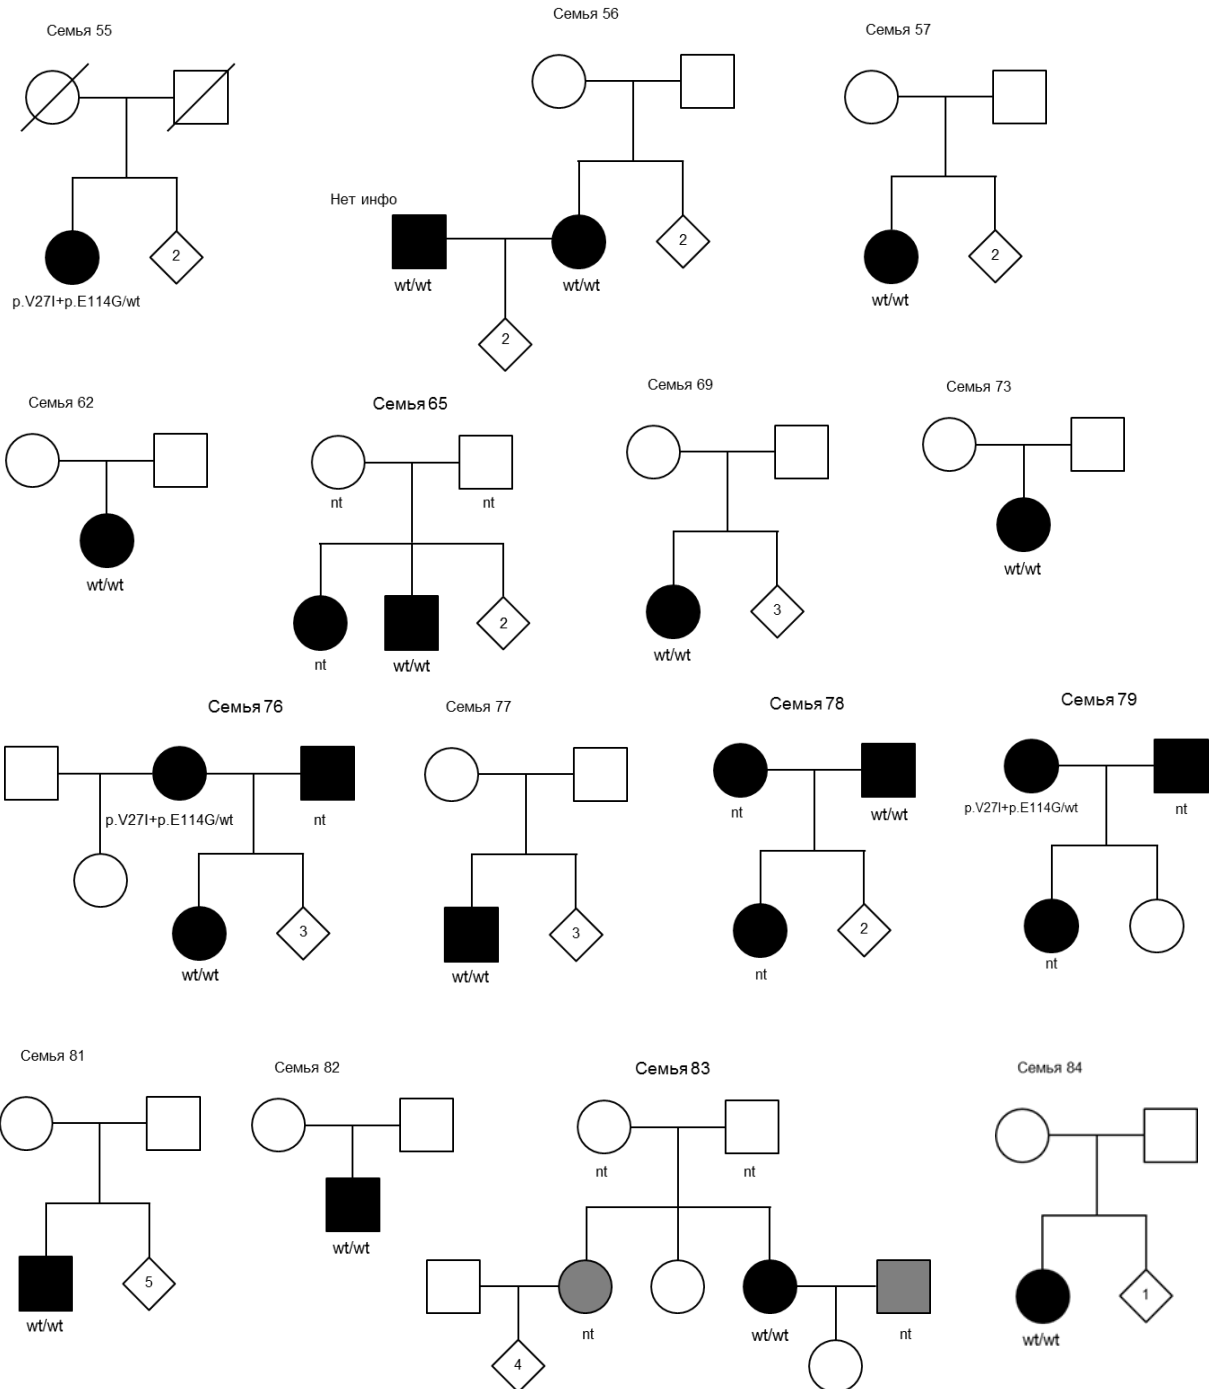 Семья 55
Семья 56
Семья 57
2
p.V27I+p.E114G/wt
Нет инфо
wt/wt
wt/wt
2
2
2
wt/wt
Семья 62
Семья 65
Семья 69
Семья 73
wt/wt
nt
nt
nt
wt/wt
2
wt/wt
3
wt/wt
Семья 76
Семья 77
Семья 78
Семья 79
p.V27I+p.E114G/wt
nt
wt/wt
3
wt/wt
3
nt
wt/wt
nt
2
p.V27I+p.E114G/wt
nt
nt
Семья 81
Семья 82
Семья 83
Семья 84
wt/wt
5
wt/wt
nt
nt
nt
4
wt/wt
nt
wt/wt
1